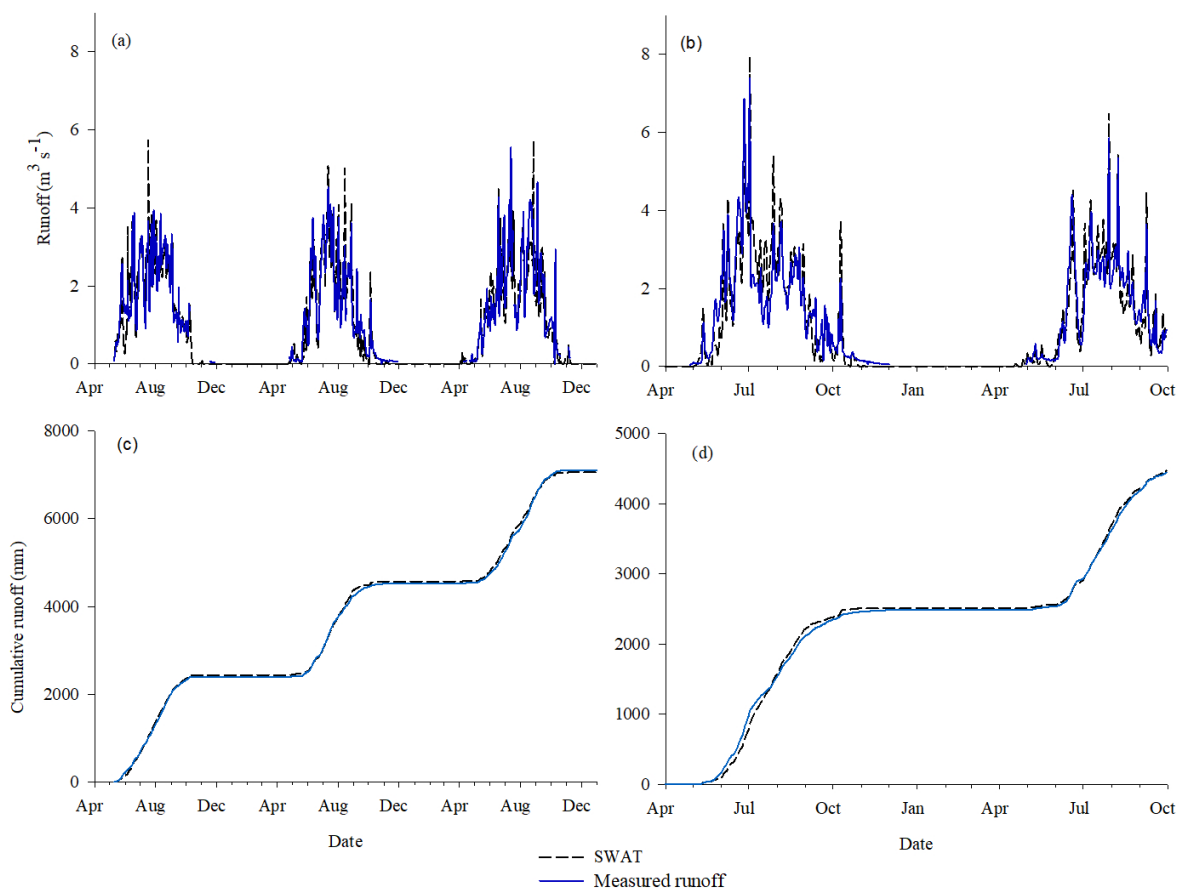 (a)
Runoff (m³ s⁻¹)
8
6
4
2
0
Apr Aug Dec Apr Aug Dec Apr Aug Dec
(b)
8
6
4
2
0
Apr Jul Oct Jan Apr Jul Oct
(c)
Cumulative runoff (mm)
8000
6000
4000
2000
0
Apr Aug Dec Apr Aug Dec Apr Aug Dec
Date
(d)
5000
4000
3000
2000
1000
0
Apr Jul Oct Jan Apr Jul Oct
Date
SWAT
Measured runoff